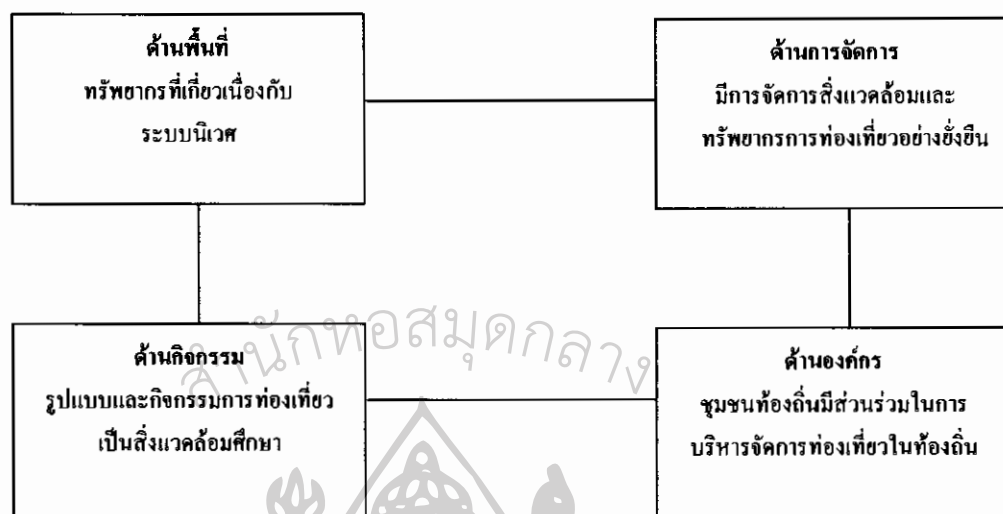 ด้านพื้นที่
ทรัพยากรที่เกี่ยวเนื่องกับ
ระบบนิเวศ
ด้านการจัดการ
มีการจัดการสิ่งแวดล้อมและ
ทรัพยากรการท่องเที่ยวอย่างยั่งยืน
ด้านกิจกรรม
รูปแบบและกิจกรรมการท่องเที่ยว
เป็นสิ่งแวดล้อมศึกษา
ด้านองค์กร
ชุมชนท้องถิ่นมีส่วนร่วมในการ
บริหารจัดการท่องเที่ยวในท้องถิ่น
สำนักหอสมุดกลาง